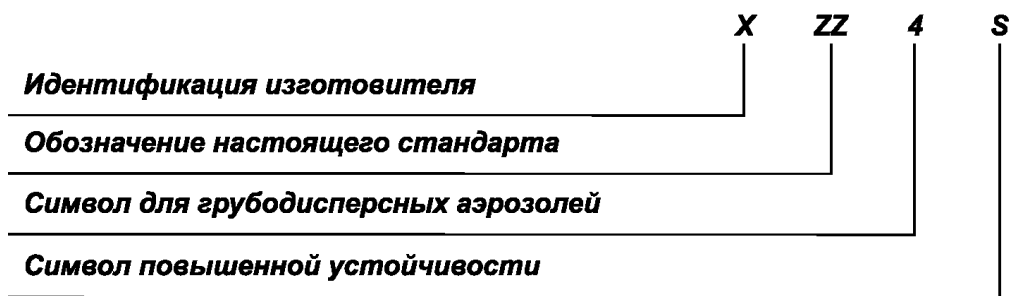 X ZZ 4 S
Идентификация изготовителя
Обозначение настоящего стандарта
Символ для грубодисперсных аэрозолей
Символ повышенной устойчивости